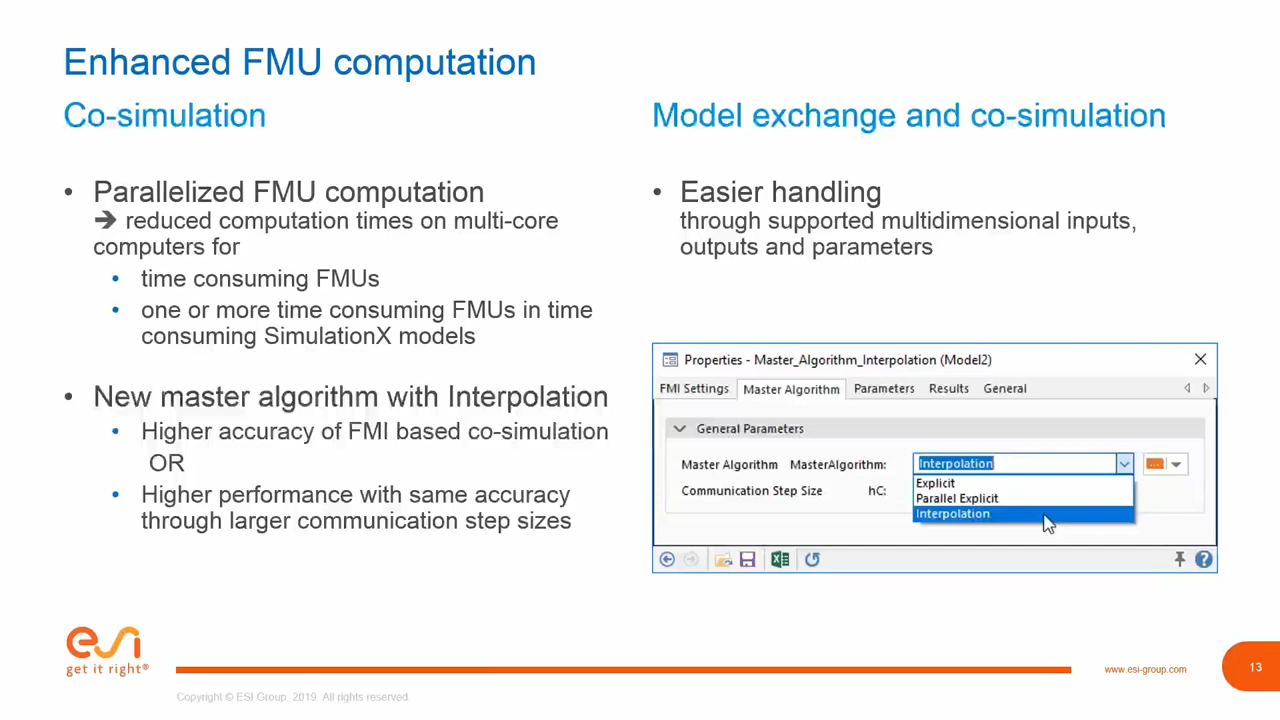 Enhanced FMU computation
Co-simulation
• Parallelized FMU computation
➔ reduced computation times on multi-core
computers for
• time consuming FMUs
• one or more time consuming FMUs in time
consuming SimulationX models
• New master algorithm with Interpolation
• Higher accuracy of FMI based co-simulation
OR
• Higher performance with same accuracy
through larger communication step sizes
Model exchange and co-simulation
• Easier handling
through supported multidimensional inputs,
outputs and parameters
Properties - Master_Algorithm_Interpolation (Model2)
FMI Settings Master Algorithm Parameters Results General
General Parameters
Master Algorithm MasterAlgorithm: Interpolation
Communication Step Size hC:
Explicit
Parallel Explicit
Interpolation
esi
get it right®
www.esi-group.com
13
Copyright © ESI Group, 2019 All rights reserved.